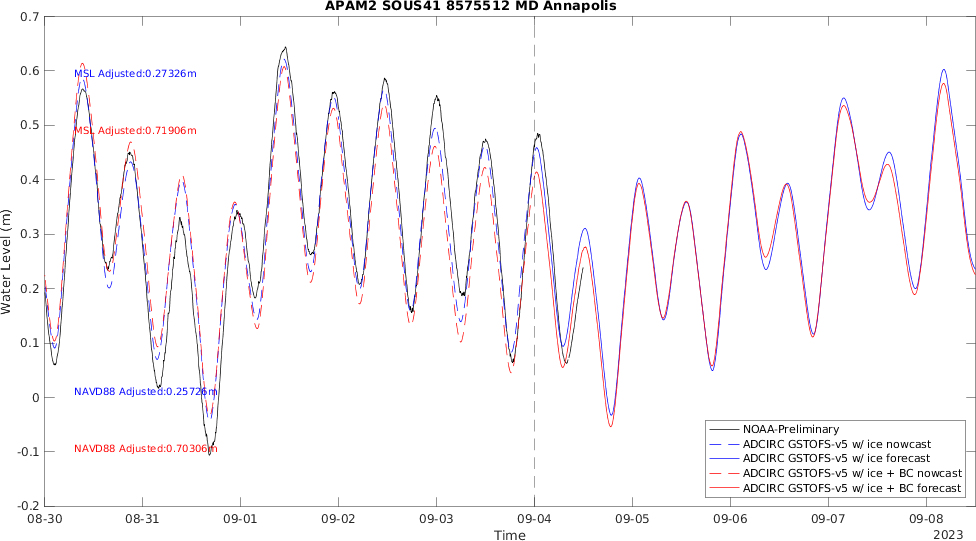 APAM2 SOUS41 8575512 MD Annapolis
0.7
0.6
0.5
0.4
0.3
0.2
0.1
0
-0.1
-0.2
Water Level (m)
MSL Adjusted:0.27326m
MSL Adjusted:0.71906m
NAVD88 Adjusted:0.25726m
NAVD88 Adjusted:0.70306m
NOAA-Preliminary
ADCIRC GSTOFS-v5 w/ ice nowcast
ADCIRC GSTOFS-v5 w/ ice forecast
ADCIRC GSTOFS-v5 w/ ice + BC nowcast
ADCIRC GSTOFS-v5 w/ ice + BC forecast
08-30 08-31 09-01 09-02 09-03 09-04 09-05 09-06 09-07 09-08
Time
2023